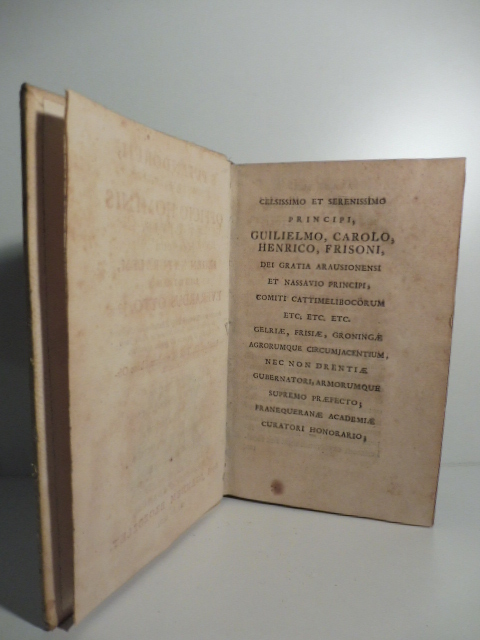 CELSISSIMO ET SERENISSIMO
PRINCIPI,
GUILIELMO, CAROLO,
HENRICO, FRISONI,
DEI GRATIA ARAUSIONENSI
ET NASSAVIO PRINCIPI;
COMITI CATTIMELIBOCORUM
ETC. ETC. ETC.
GELRIÆ, FRISIÆ, GRONINGÆ
AGRORUMQUE CIRCUMJACENTIUM,
NEC NON DRENTIÆ
GUBERNATORI, ARMORUMQUE
SUPREMO PRÆFECTO;
FRANEQUERANÆ ACADEMIÆ
CURATORI HONORARIO;